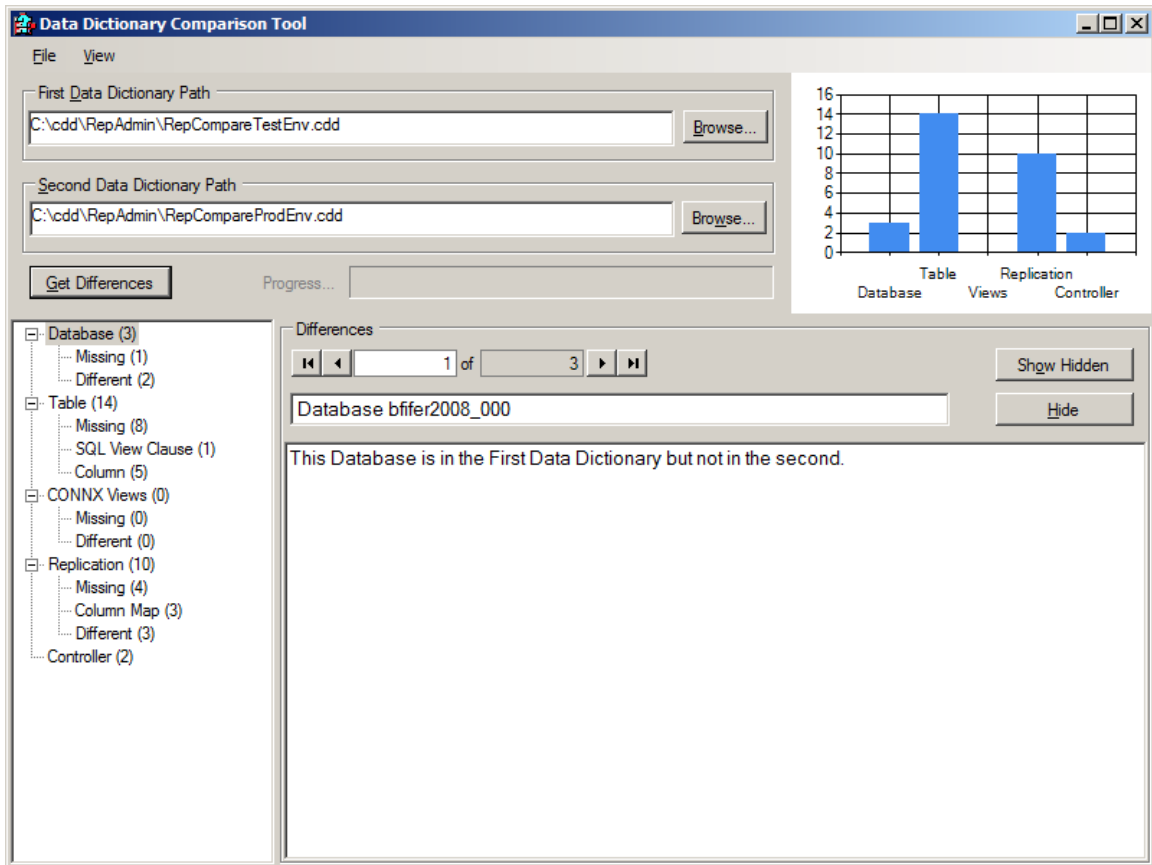 Data Dictionary Comparison Tool
File View
First Data Dictionary Path
C:\cdd\RepAdmin\RepCompareTestEnv.cdd
Browse...
Second Data Dictionary Path
C:\cdd\RepAdmin\RepCompareProdEnv.cdd
Browse...
Get Differences
Progress...
16
14
12
10
8
6
4
2
0
Table Replication
Database Views Controller
Database (3)
Missing (1)
Different (2)
Table (14)
Missing (8)
SQL View Clause (1)
Column (5)
CONNX Views (0)
Missing (0)
Different (0)
Replication (10)
Missing (4)
Column Map (3)
Different (3)
Controller (2)
Differences
1 of 3
Show Hidden
Database bfifer2008_000
Hide
This Database is in the First Data Dictionary but not in the second.